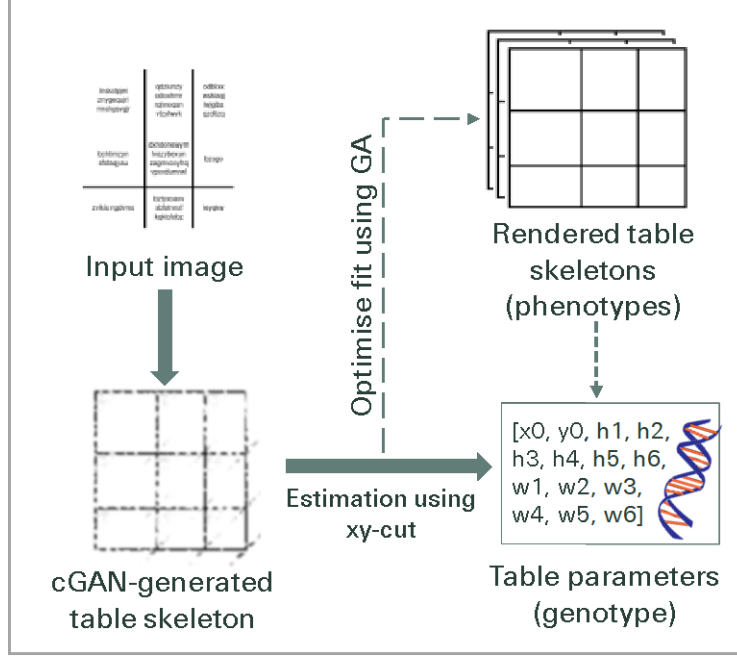 Input image
cGAN-generated
table skeleton
Optimise fit using GA
Estimation using
xy-cut
Rendered table
skeletons
(phenotypes)
[x0, y0, h1, h2,
h3, h4, h5, h6,
w1, w2, w3,
w4, w5, w6]
Table parameters
(genotype)